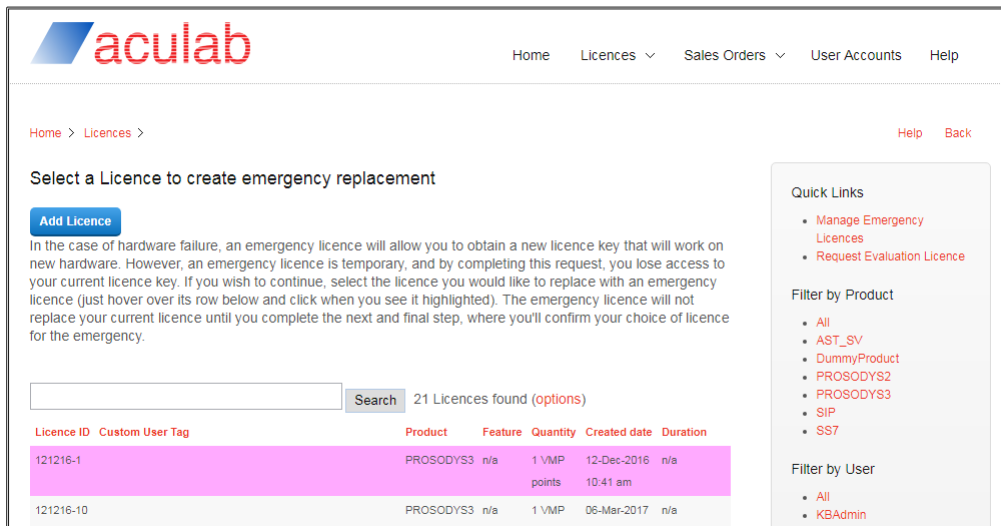 aculab
Home Licences Sales Orders User Accounts Help
Home > Licences >
Help Back
Select a Licence to create emergency replacement
Add Licence
In the case of hardware failure, an emergency licence will allow you to obtain a new licence key that will work on
new hardware. However, an emergency licence is temporary, and by completing this request, you lose access to
your current licence key. If you wish to continue, select the licence you would like to replace with an emergency
licence (just hover over its row below and click when you see it highlighted). The emergency licence will not
replace your current licence until you complete the next and final step, where you'll confirm your choice of licence
for the emergency.
Search 21 Licences found (options)
Licence ID Custom User Tag Product Feature Quantity Created date Duration
121216-1 PROSODYS3 n/a 1 VMP 12-Dec-2016 n/a
points 10:41 am
121216-10 PROSODYS3 n/a 1 VMP 06-Mar-2017 n/a
Quick Links
Manage Emergency
Licences
Request Evaluation Licence
Filter by Product
All
AST_SV
DummyProduct
PROSODYS2
PROSODYS3
SIP
SS7
Filter by User
All
KBAdmin